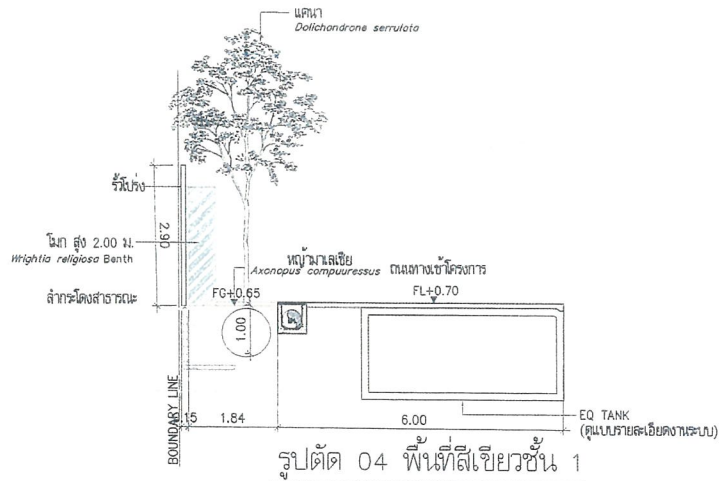 แคนา
Dolichondrone serrulata
รั้วโปร่ง
2.90
โมก สูง 2.00 ม.
Wrightia religiosa Benth
หญ้ามาเลเซีย
Axonopus compuuressus
ถนนทางเข้าโครงการ
ลำกระโดงสาธารณะ
FG+0.65
FL+0.70
1.00
BOUNDARY LINE
0.15
1.84
6.00
EQ TANK
(ดูแบบรายละเอียดงานระบบ)
รูปตัด 04 พื้นที่สีเขียวชั้น 1